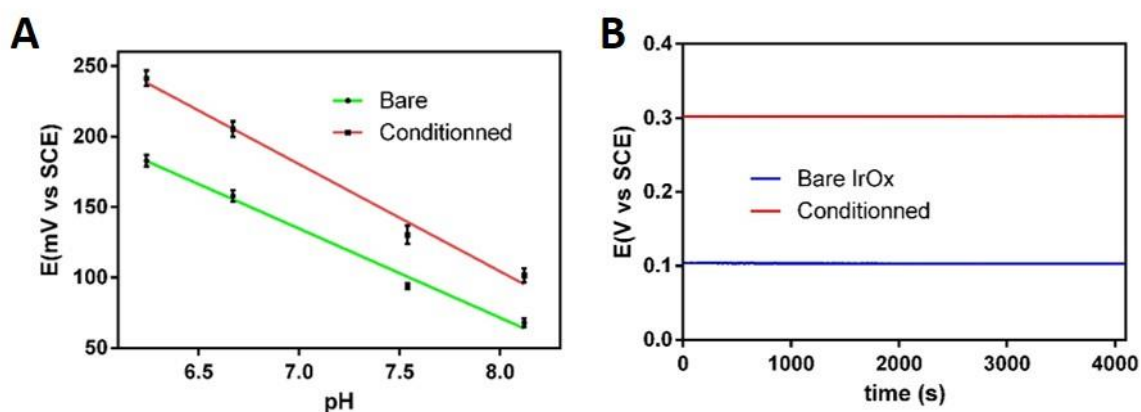 A
E(mV vs SCE)
250
200
150
100
50
Bare
Conditionned
6.5
7.0
7.5
8.0
pH
B
E(V vs SCE)
0.4
0.3
0.2
0.1
0.0
Bare IrOx
Conditionned
0
1000
2000
3000
4000
time (s)